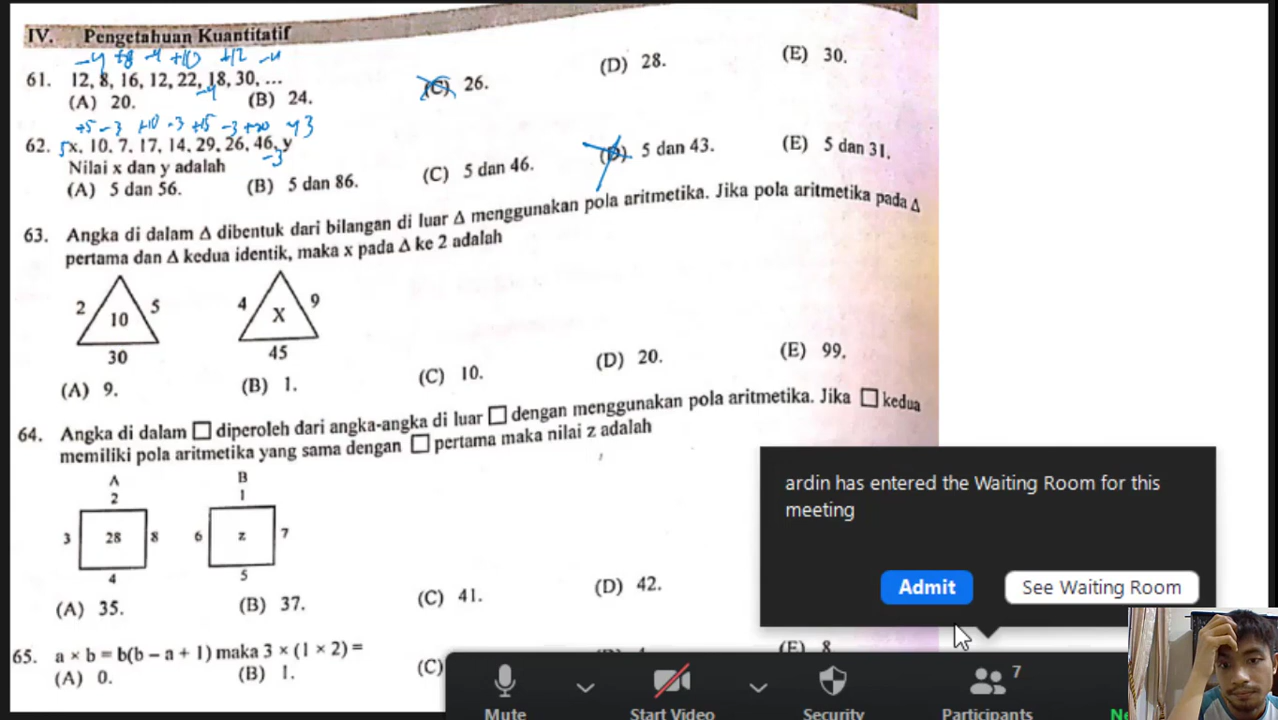 IV. Pengetahuan Kuantitatif
-4 +8 -4 +10 +12 -4
61. 12, 8, 16, 12, 22, 18, 30, ...
-4
(A) 20. (B) 24. (C) 26. (D) 28. (E) 30.
+5 -3 +10 -3 +15 -3 +20 43
62. 5x, 10. 7. 17, 14, 29, 26, 46, y
-3
Nilai x dan y adalah
(A) 5 dan 56. (B) 5 dan 86. (C) 5 dan 46. (D) 5 dan 43. (E) 5 dan 31.
63. Angka di dalam Δ dibentuk dari bilangan di luar Δ menggunakan pola aritmetika. Jika pola aritmetika pada Δ
pertama dan Δ kedua identik, maka x pada Δ ke 2 adalah
2 10 5 4 X 9
30 45
(A) 9. (B) 1. (C) 10. (D) 20. (E) 99.
64. Angka di dalam □ diperoleh dari angka-angka di luar □ dengan menggunakan pola aritmetika. Jika □ kedua
memiliki pola aritmetika yang sama dengan □ pertama maka nilai z adalah
A B
2 1
3 28 8 6 z 7
4 5
(A) 35. (B) 37. (C) 41. (D) 42.
65. a × b = b(b – a + 1) maka 3 × (1 × 2) =
(A) 0. (B) 1. (C) (E) 8
ardin has entered the Waiting Room for this
meeting
Admit See Waiting Room
7
Mute Start Video Security Participants